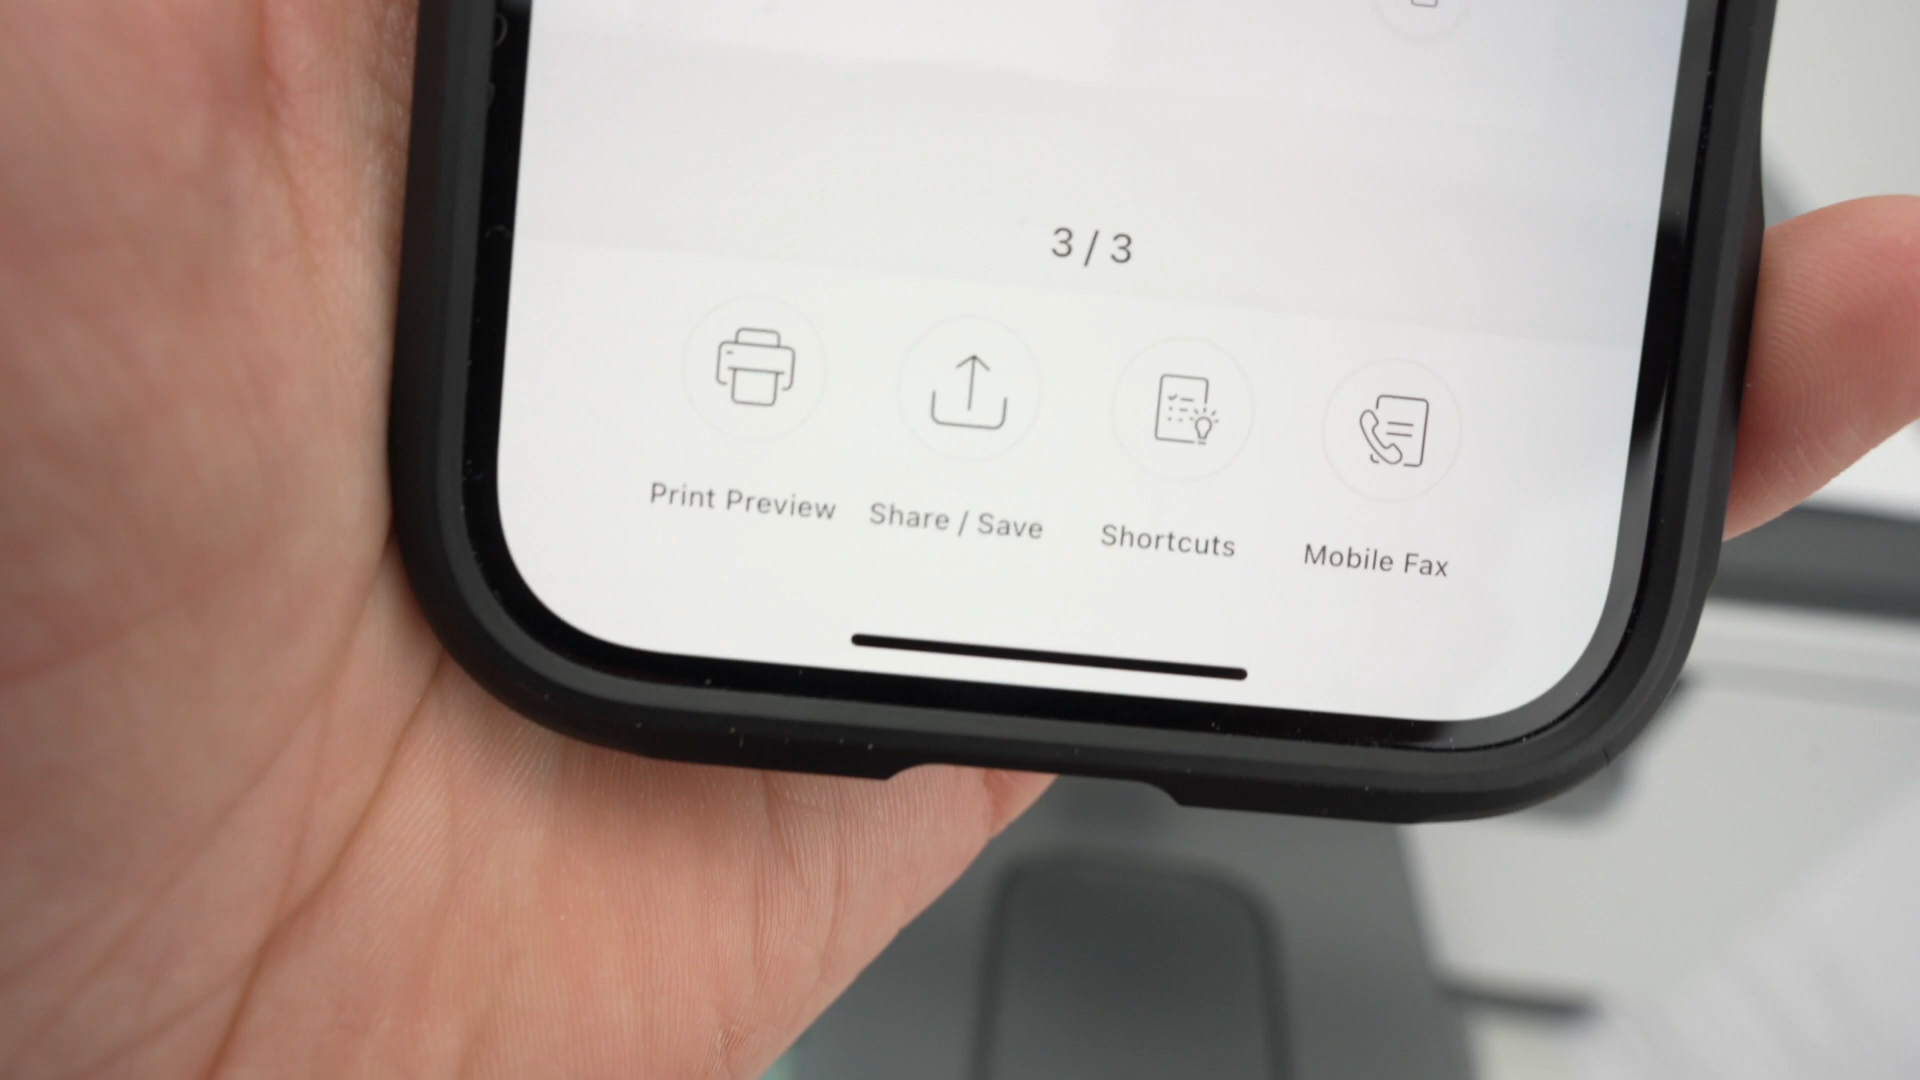 3 / 3
Print Preview
Share / Save
Shortcuts
Mobile Fax